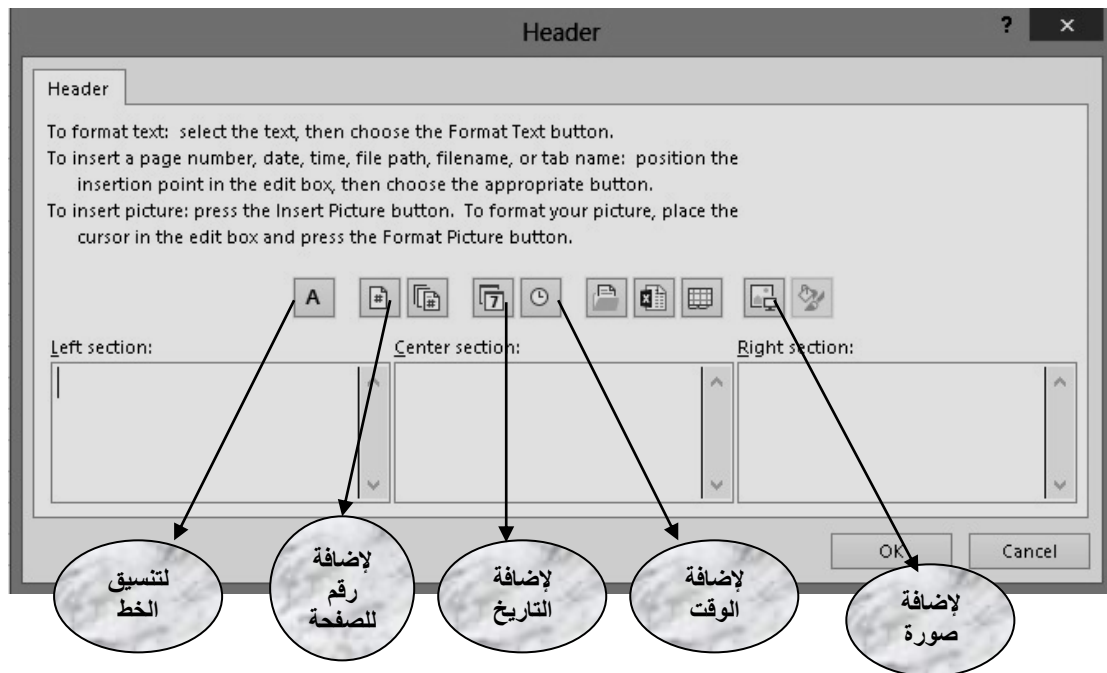 Header
?
×
Header
To format text: select the text, then choose the Format Text button.
To insert a page number, date, time, file path, filename, or tab name: position the
insertion point in the edit box, then choose the appropriate button.
To insert picture: press the Insert Picture button. To format your picture, place the
cursor in the edit box and press the Format Picture button.
A
#
#
7
Left section:
Center section:
Right section:
OK
Cancel
لتنسيق
الخط
لإضافة
رقم
للصفحة
لإضافة
التاريخ
لإضافة
الوقت
لإضافة
صورة